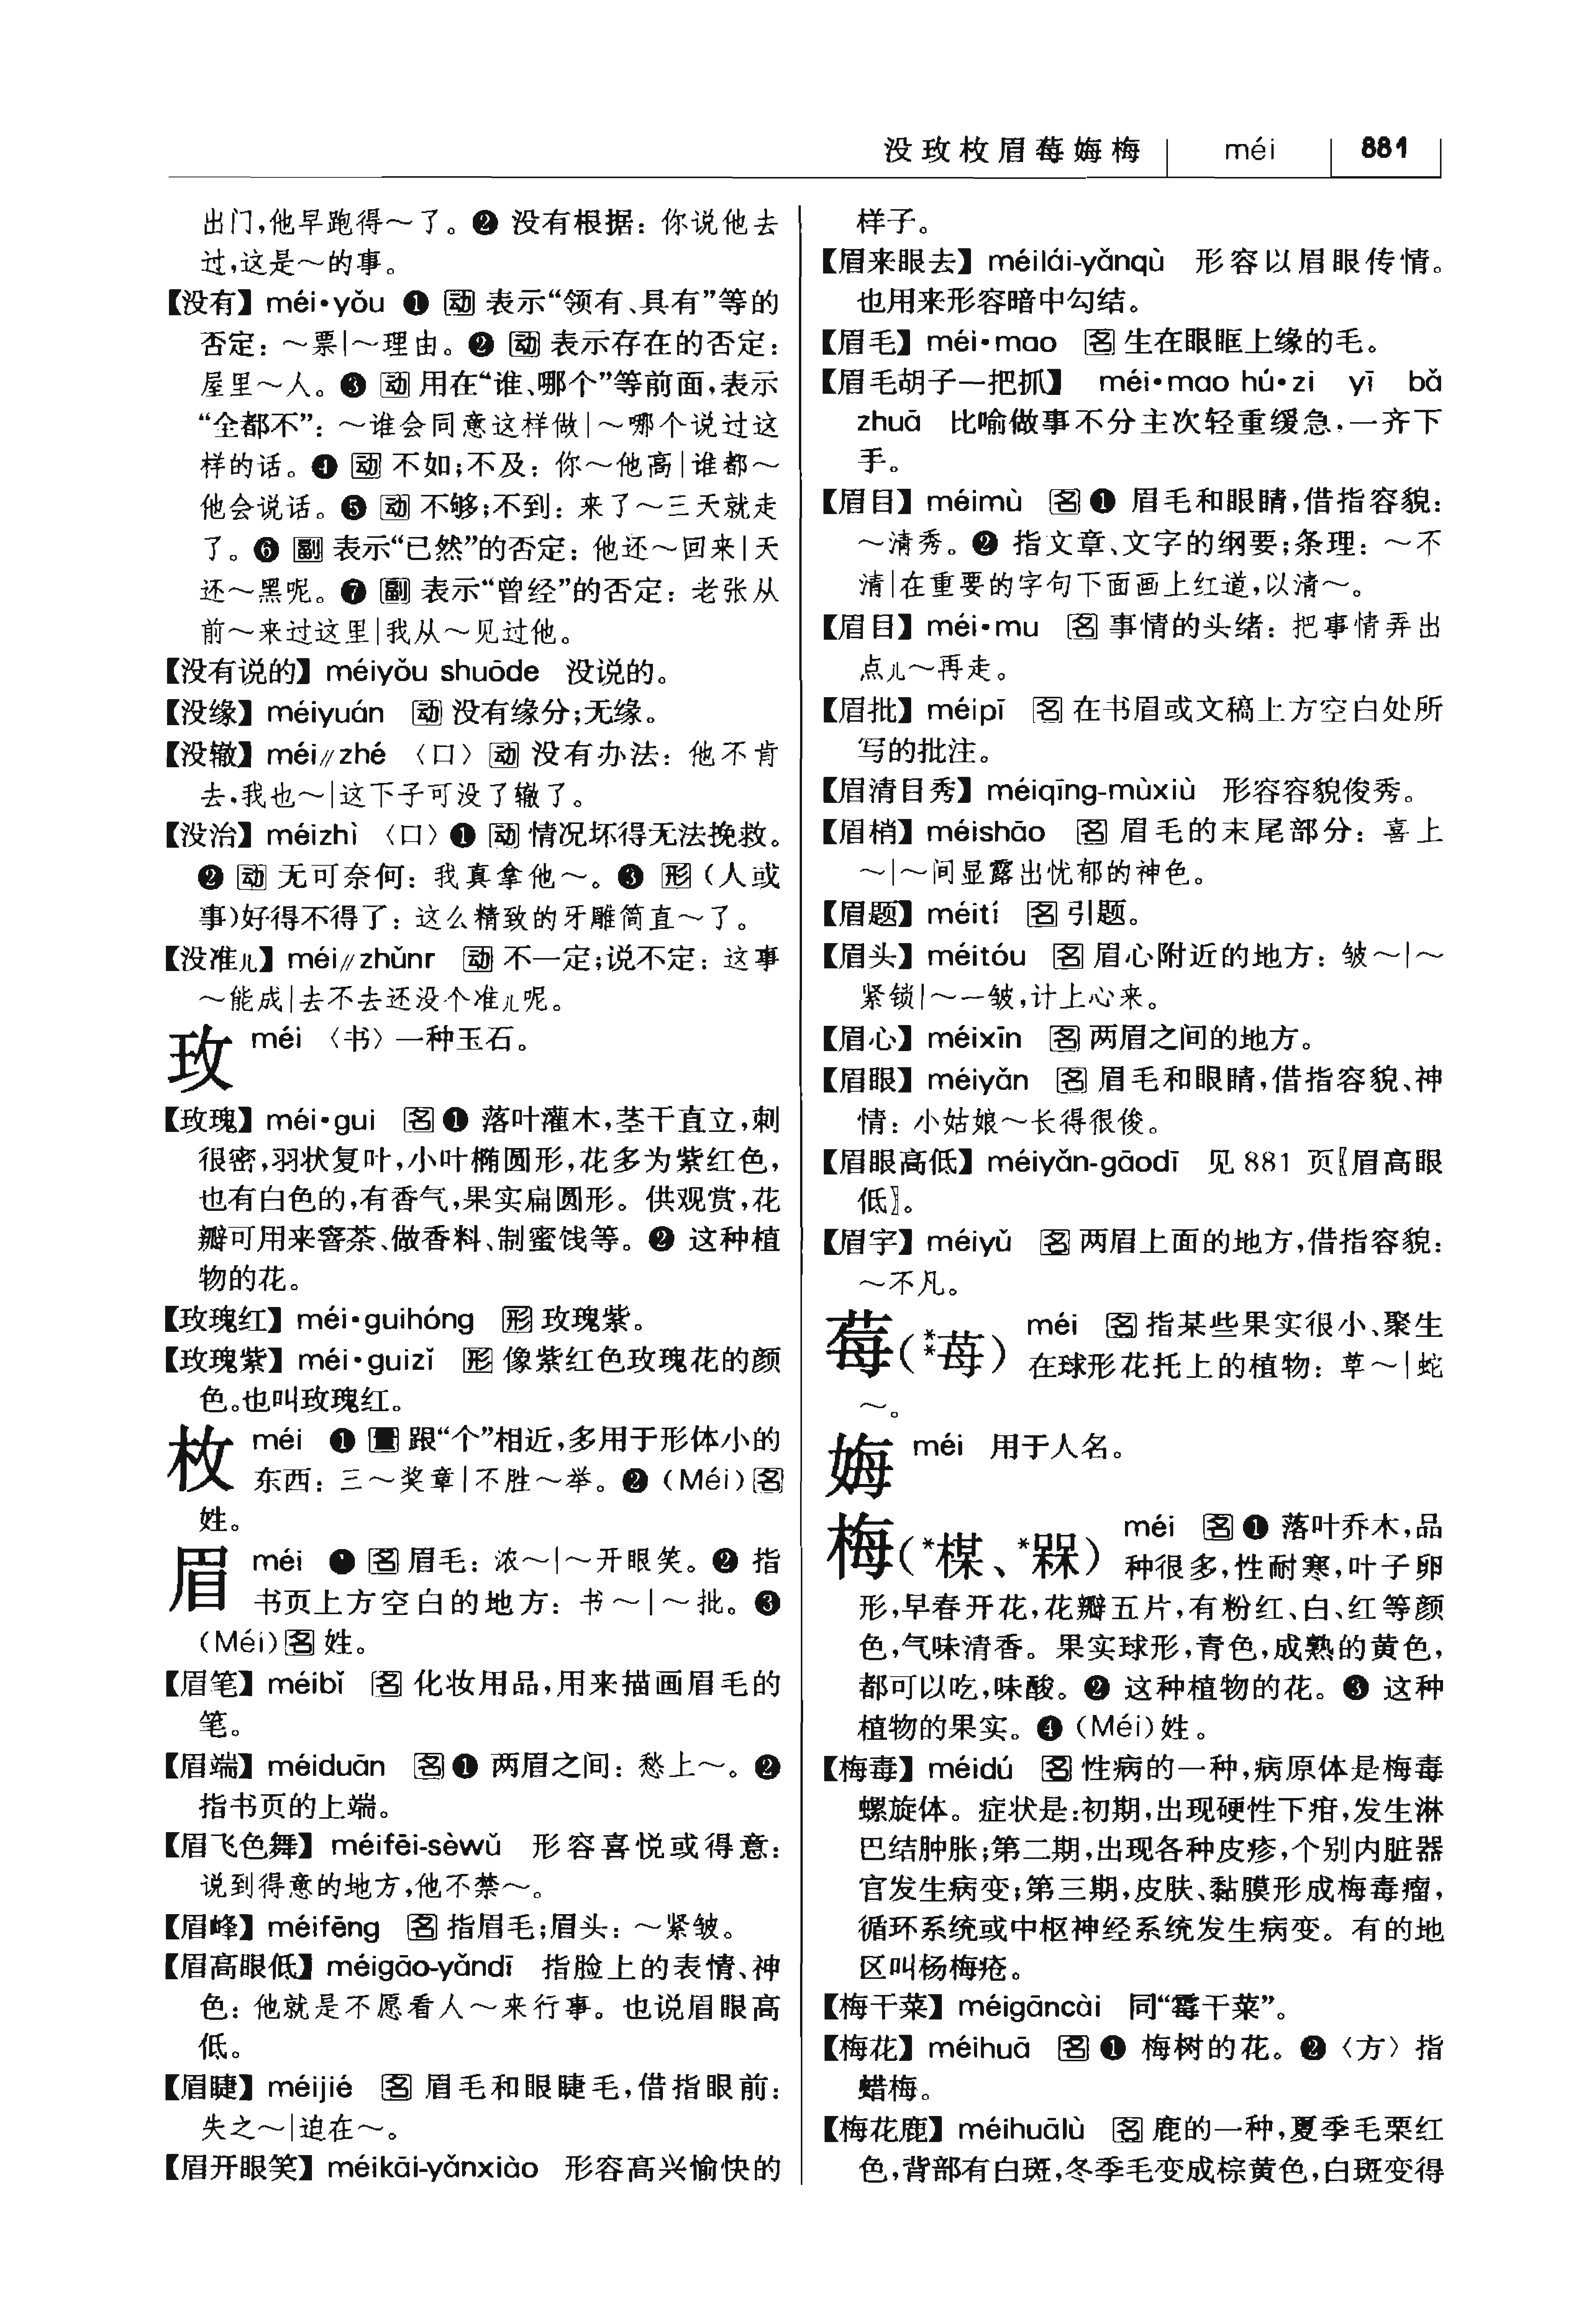 没玫枚眉莓娒梅 méi 881
出门，他早跑得～了。❷ 没有根据：你说他去
过，这是～的事。
【没有】méi•yǒu ❶ 动 表示“领有、具有”等的
否定：～票|～理由。❷ 动 表示存在的否定：
屋里～人。❸ 动 用在“谁、哪个”等前面，表示
“全都不”：～谁会同意这样做|～哪个说过这
样的话。❹ 动 不如；不及：你～他高|谁都～
他会说话。❺ 动 不够；不到：来了～三天就走
了。❻ 副 表示“已然”的否定：他还～回来|天
还～黑呢。❼ 副 表示“曾经”的否定：老张从
前～来过这里|我从～见过他。
【没有说的】méiyǒu shuōde 没说的。
【没缘】méiyuán 动 没有缘分；无缘。
【没辙】méi∥zhé 〈口〉动 没有办法：他不肯
去，我也～|这下子可没了辙了。
【没治】méizhì 〈口〉❶ 动 情况坏得无法挽救。
❷ 动 无可奈何：我真拿他～。❸ 形（人或
事）好得不得了：这么精致的牙雕简直～了。
【没准儿】méi∥zhǔnr 动 不一定；说不定：这事
～能成|去不去还没个准儿呢。
玫 méi 〈书〉一种玉石。
【玫瑰】méi•gui 名 ❶ 落叶灌木，茎干直立，刺
很密，羽状复叶，小叶椭圆形，花多为紫红色，
也有白色的，有香气，果实扁圆形。供观赏，花
瓣可用来窨茶、做香料、制蜜饯等。❷ 这种植
物的花。
【玫瑰红】méi•guihóng 形 玫瑰紫。
【玫瑰紫】méi•guizǐ 形 像紫红色玫瑰花的颜
色。也叫玫瑰红。
枚 méi ❶ 量 跟“个”相近，多用于形体小的
东西：三～奖章|不胜～举。❷（Méi）名
姓。
眉 méi ❶ 名 眉毛：浓～|～开眼笑。❷ 指
书页上方空白的地方：书～|～批。❸
（Méi）名 姓。
【眉笔】méibǐ 名 化妆用品，用来描画眉毛的
笔。
【眉端】méiduān 名 ❶ 两眉之间：愁上～。❷
指书页的上端。
【眉飞色舞】méifēi-sèwǔ 形容喜悦或得意：
说到得意的地方，他不禁～。
【眉峰】méifēng 名 指眉毛；眉头：～紧皱。
【眉高眼低】méigāo-yǎndī 指脸上的表情、神
色：他就是不愿看人～来行事。也说眉眼高
低。
【眉睫】méijié 名 眉毛和眼睫毛，借指眼前：
失之～|迫在～。
【眉开眼笑】méikāi-yǎnxiào 形容高兴愉快的
样子。
【眉来眼去】méilái-yǎnqù 形容以眉眼传情。
也用来形容暗中勾结。
【眉毛】méi•mao 名 生在眼眶上缘的毛。
【眉毛胡子一把抓】 méi•mao hú•zi yī bǎ
zhuā 比喻做事不分主次轻重缓急，一齐下
手。
【眉目】méimù 名 ❶ 眉毛和眼睛，借指容貌：
～清秀。❷ 指文章、文字的纲要；条理：～不
清|在重要的字句下面画上红道，以清～。
【眉目】méi•mu 名 事情的头绪：把事情弄出
点儿～再走。
【眉批】méipī 名 在书眉或文稿上方空白处所
写的批注。
【眉清目秀】méiqīng-mùxiù 形容容貌俊秀。
【眉梢】méishāo 名 眉毛的末尾部分：喜上
～|～间显露出忧郁的神色。
【眉题】méití 名 引题。
【眉头】méitóu 名 眉心附近的地方：皱～|～
紧锁|～一皱，计上心来。
【眉心】méixīn 名 两眉之间的地方。
【眉眼】méiyǎn 名 眉毛和眼睛，借指容貌、神
情：小姑娘～长得很俊。
【眉眼高低】méiyǎn-gāodī 见 881 页〖眉高眼
低〗。
【眉宇】méiyǔ 名 两眉上面的地方，借指容貌：
～不凡。
莓（**苺） méi 名 指某些果实很小、聚生
在球形花托上的植物：草～|蛇
～。
娒 méi 用于人名。
梅（*楳、*槑） méi 名 ❶ 落叶乔木，品
种很多，性耐寒，叶子卵
形，早春开花，花瓣五片，有粉红、白、红等颜
色，气味清香。果实球形，青色，成熟的黄色，
都可以吃，味酸。❷ 这种植物的花。❸ 这种
植物的果实。❹（Méi）姓。
【梅毒】méidú 名 性病的一种，病原体是梅毒
螺旋体。症状是：初期，出现硬性下疳，发生淋
巴结肿胀；第二期，出现各种皮疹，个别内脏器
官发生病变；第三期，皮肤、黏膜形成梅毒瘤，
循环系统或中枢神经系统发生病变。有的地
区叫杨梅疮。
【梅干菜】méigāncài 同“霉干菜”。
【梅花】méihuā 名 ❶ 梅树的花。❷〈方〉指
蜡梅。
【梅花鹿】méihuālù 名 鹿的一种，夏季毛栗红
色，背部有白斑，冬季毛变成棕黄色，白斑变得